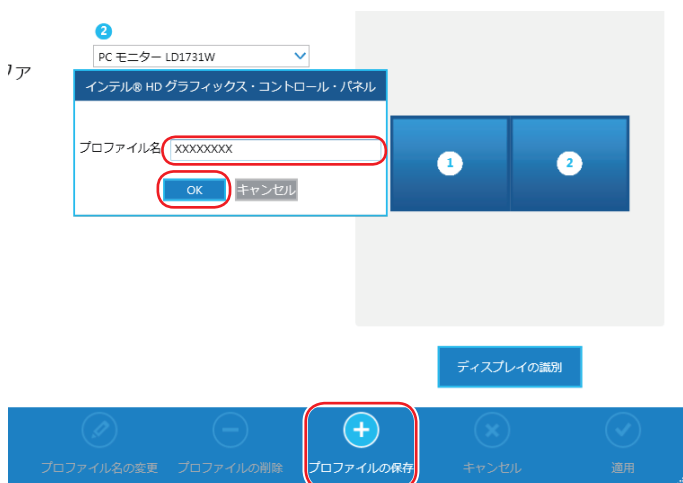 2
PC モニター LD1731W
ファ
インテル® HD グラフィックス・コントロール・パネル
プロファイル名
XXXXXXXX
OK キャンセル
1 2
ディスプレイの識別
プロファイル名の変更 プロファイルの削除 プロファイルの保存 キャンセル 適用